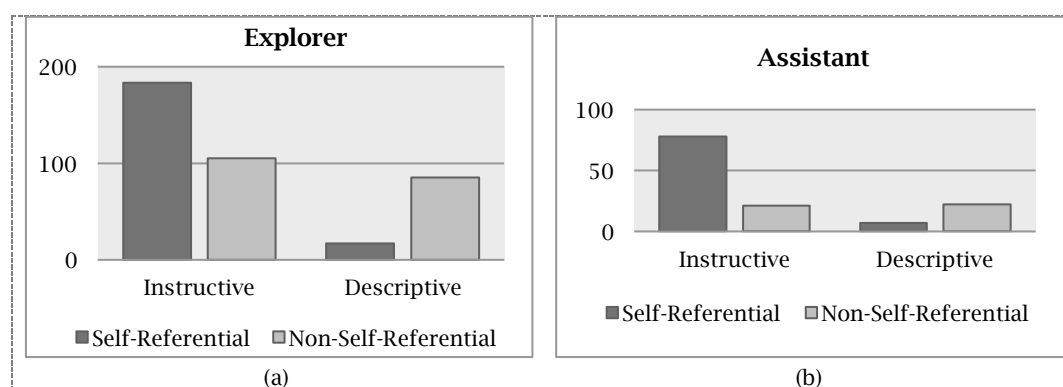 Explorer
200
100
0
Instructive Descriptive
Self-Referential Non-Self-Referential
(a)
Assistant
100
50
0
Instructive Descriptive
Self-Referential Non-Self-Referential
(b)